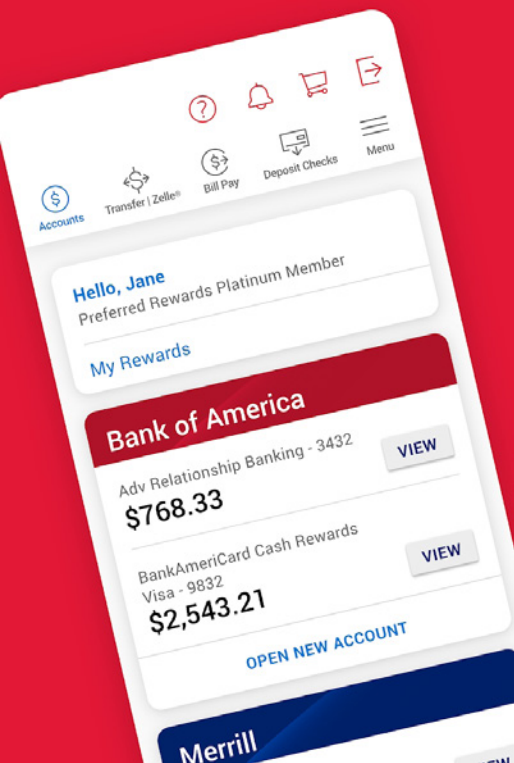 Accounts
Transfer | Zelle®
Bill Pay
Deposit Checks
Menu
Hello, Jane
Preferred Rewards Platinum Member
My Rewards
Bank of America
Adv Relationship Banking - 3432
$768.33
VIEW
BankAmeriCard Cash Rewards
Visa - 9832
$2,543.21
VIEW
OPEN NEW ACCOUNT
Merrill